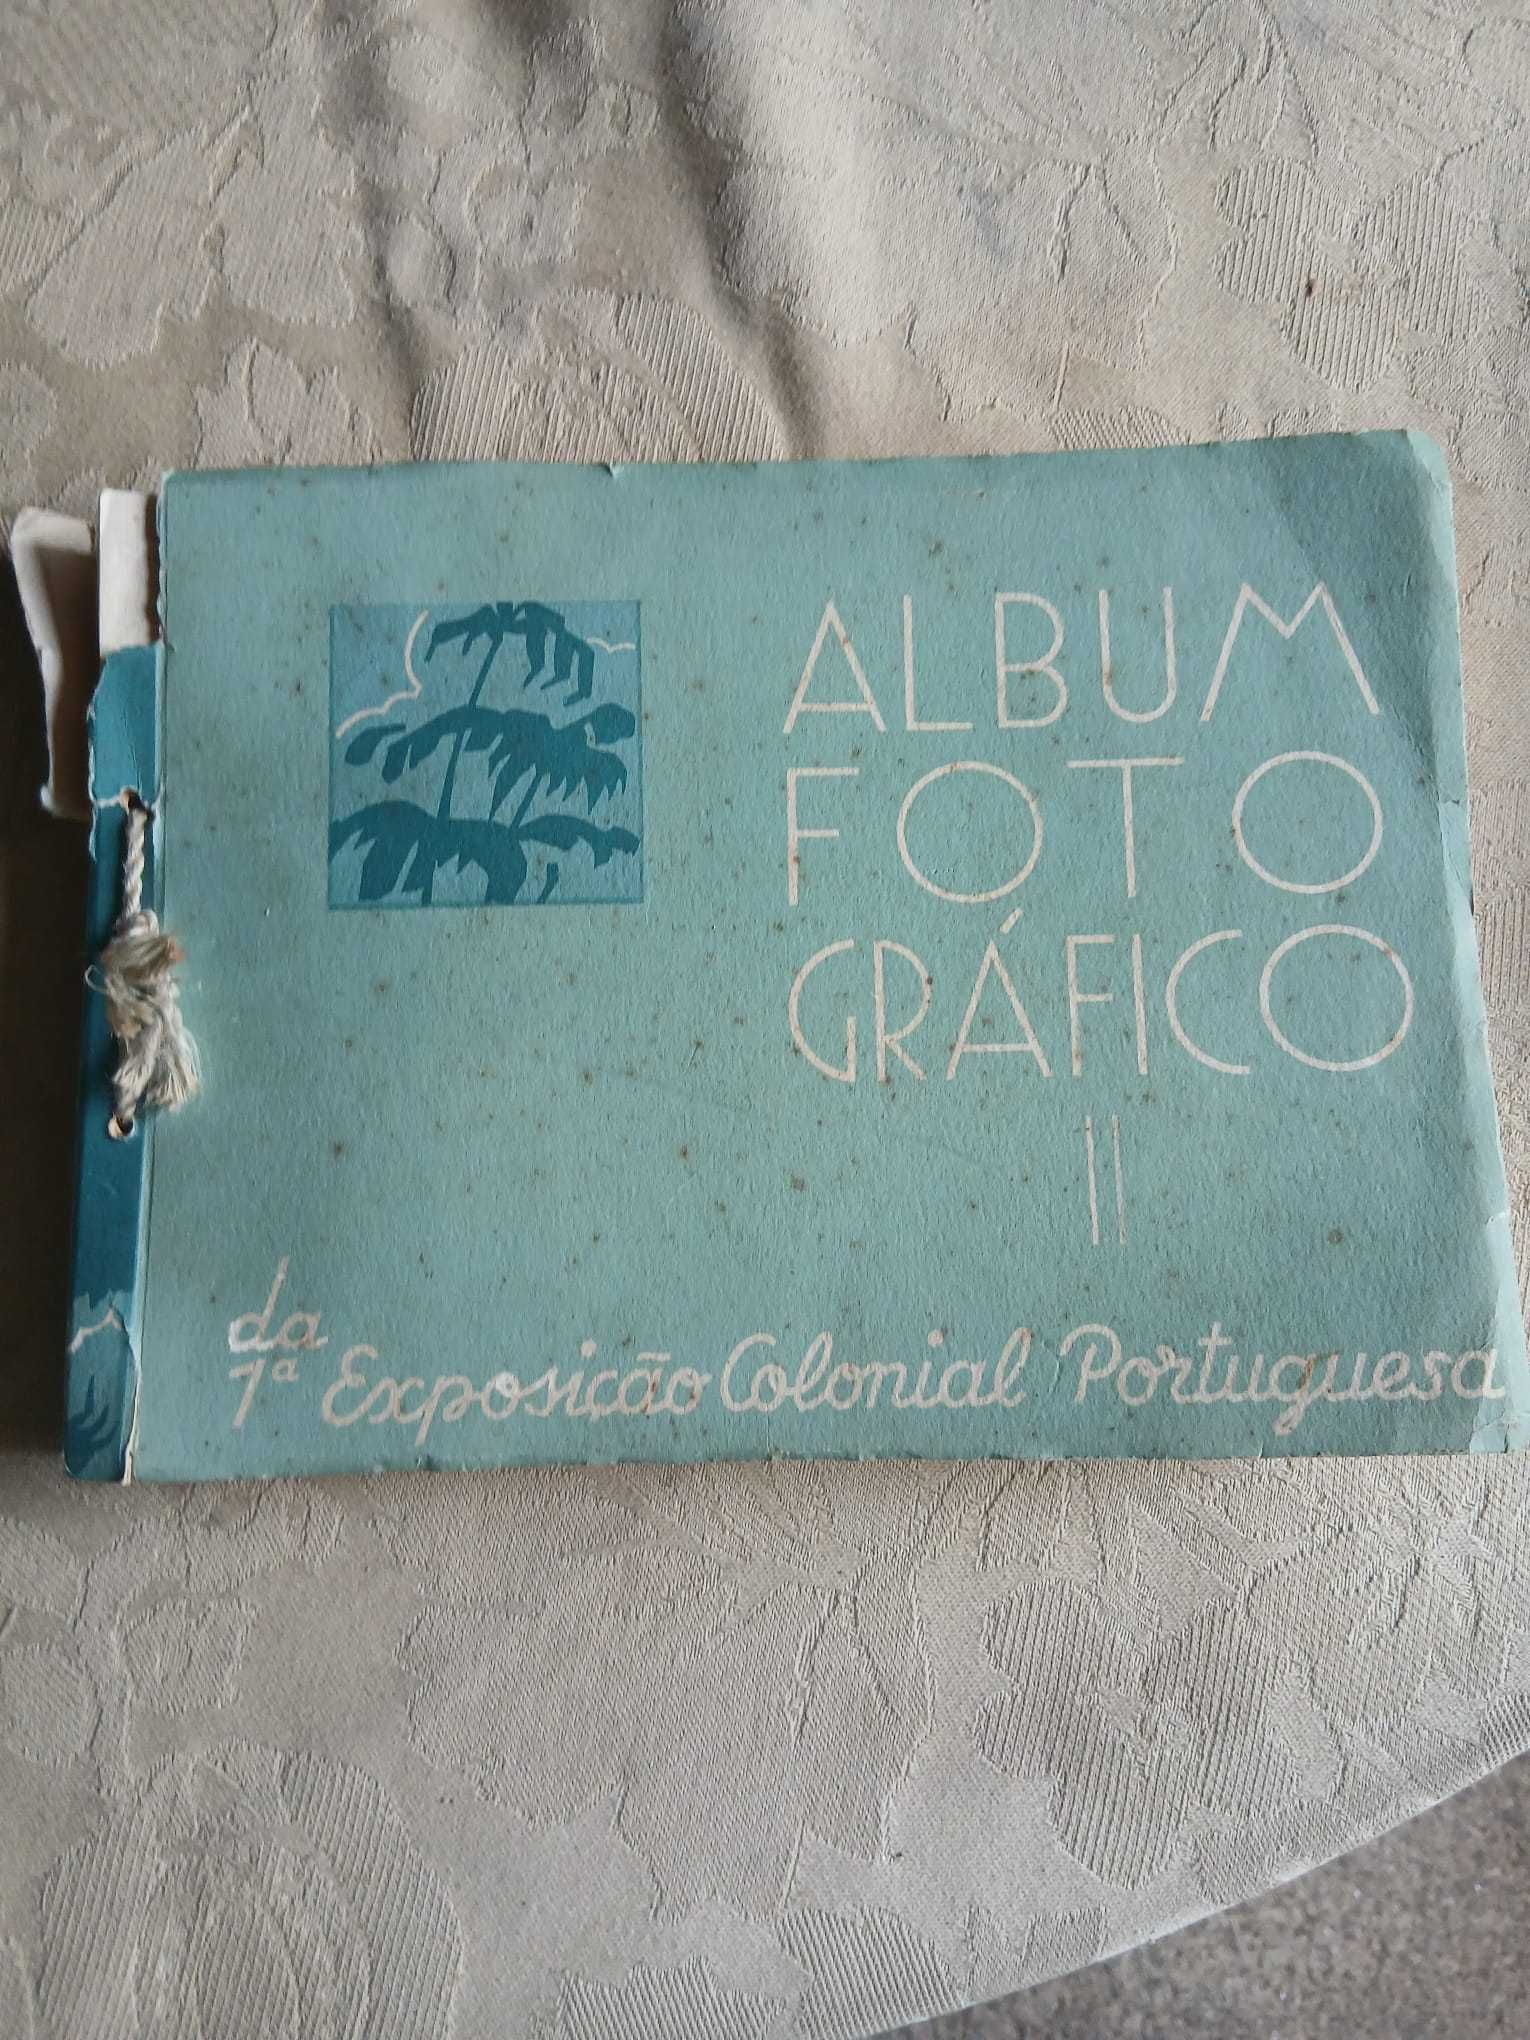 ALBUM
FOTO
GRÁFICO
II
da
1ª Exposição Colonial Portuguesa